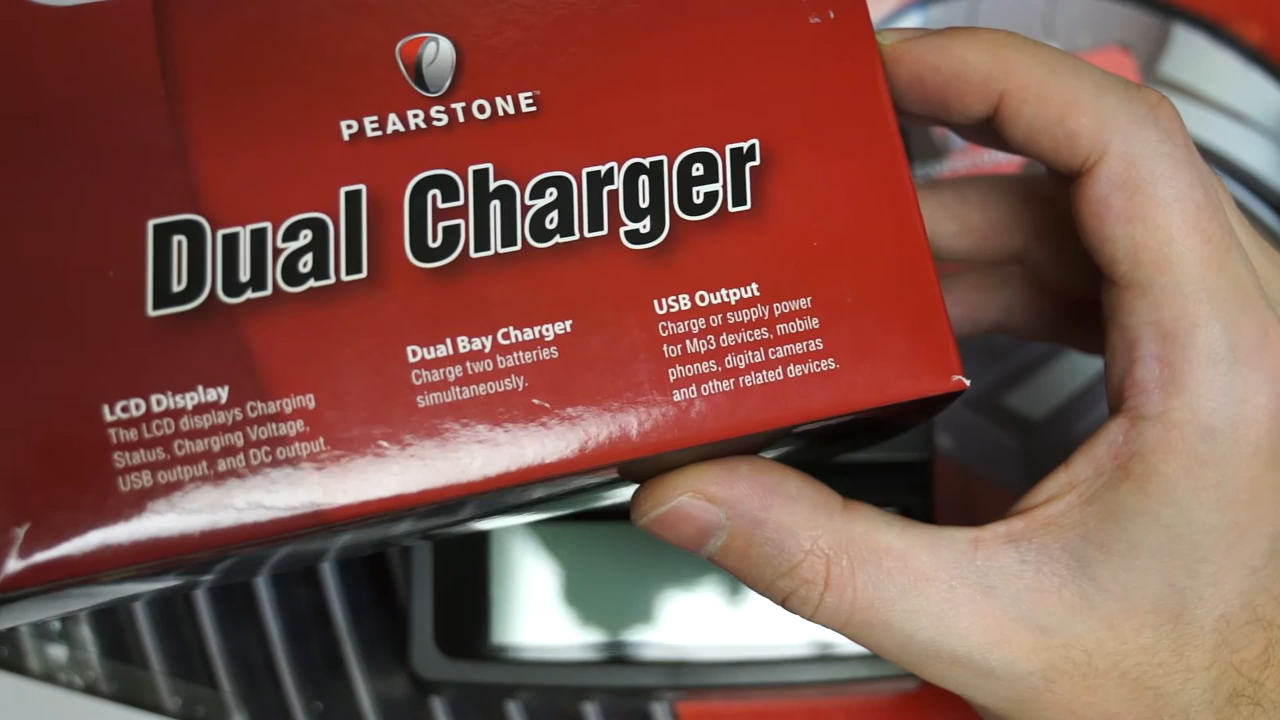 PEARSTONE™
Dual Charger
LCD Display
The LCD displays Charging
Status, Charging Voltage,
USB output, and DC output.
Dual Bay Charger
Charge two batteries
simultaneously.
USB Output
Charge or supply power
for Mp3 devices, mobile
phones, digital cameras
and other related devices.